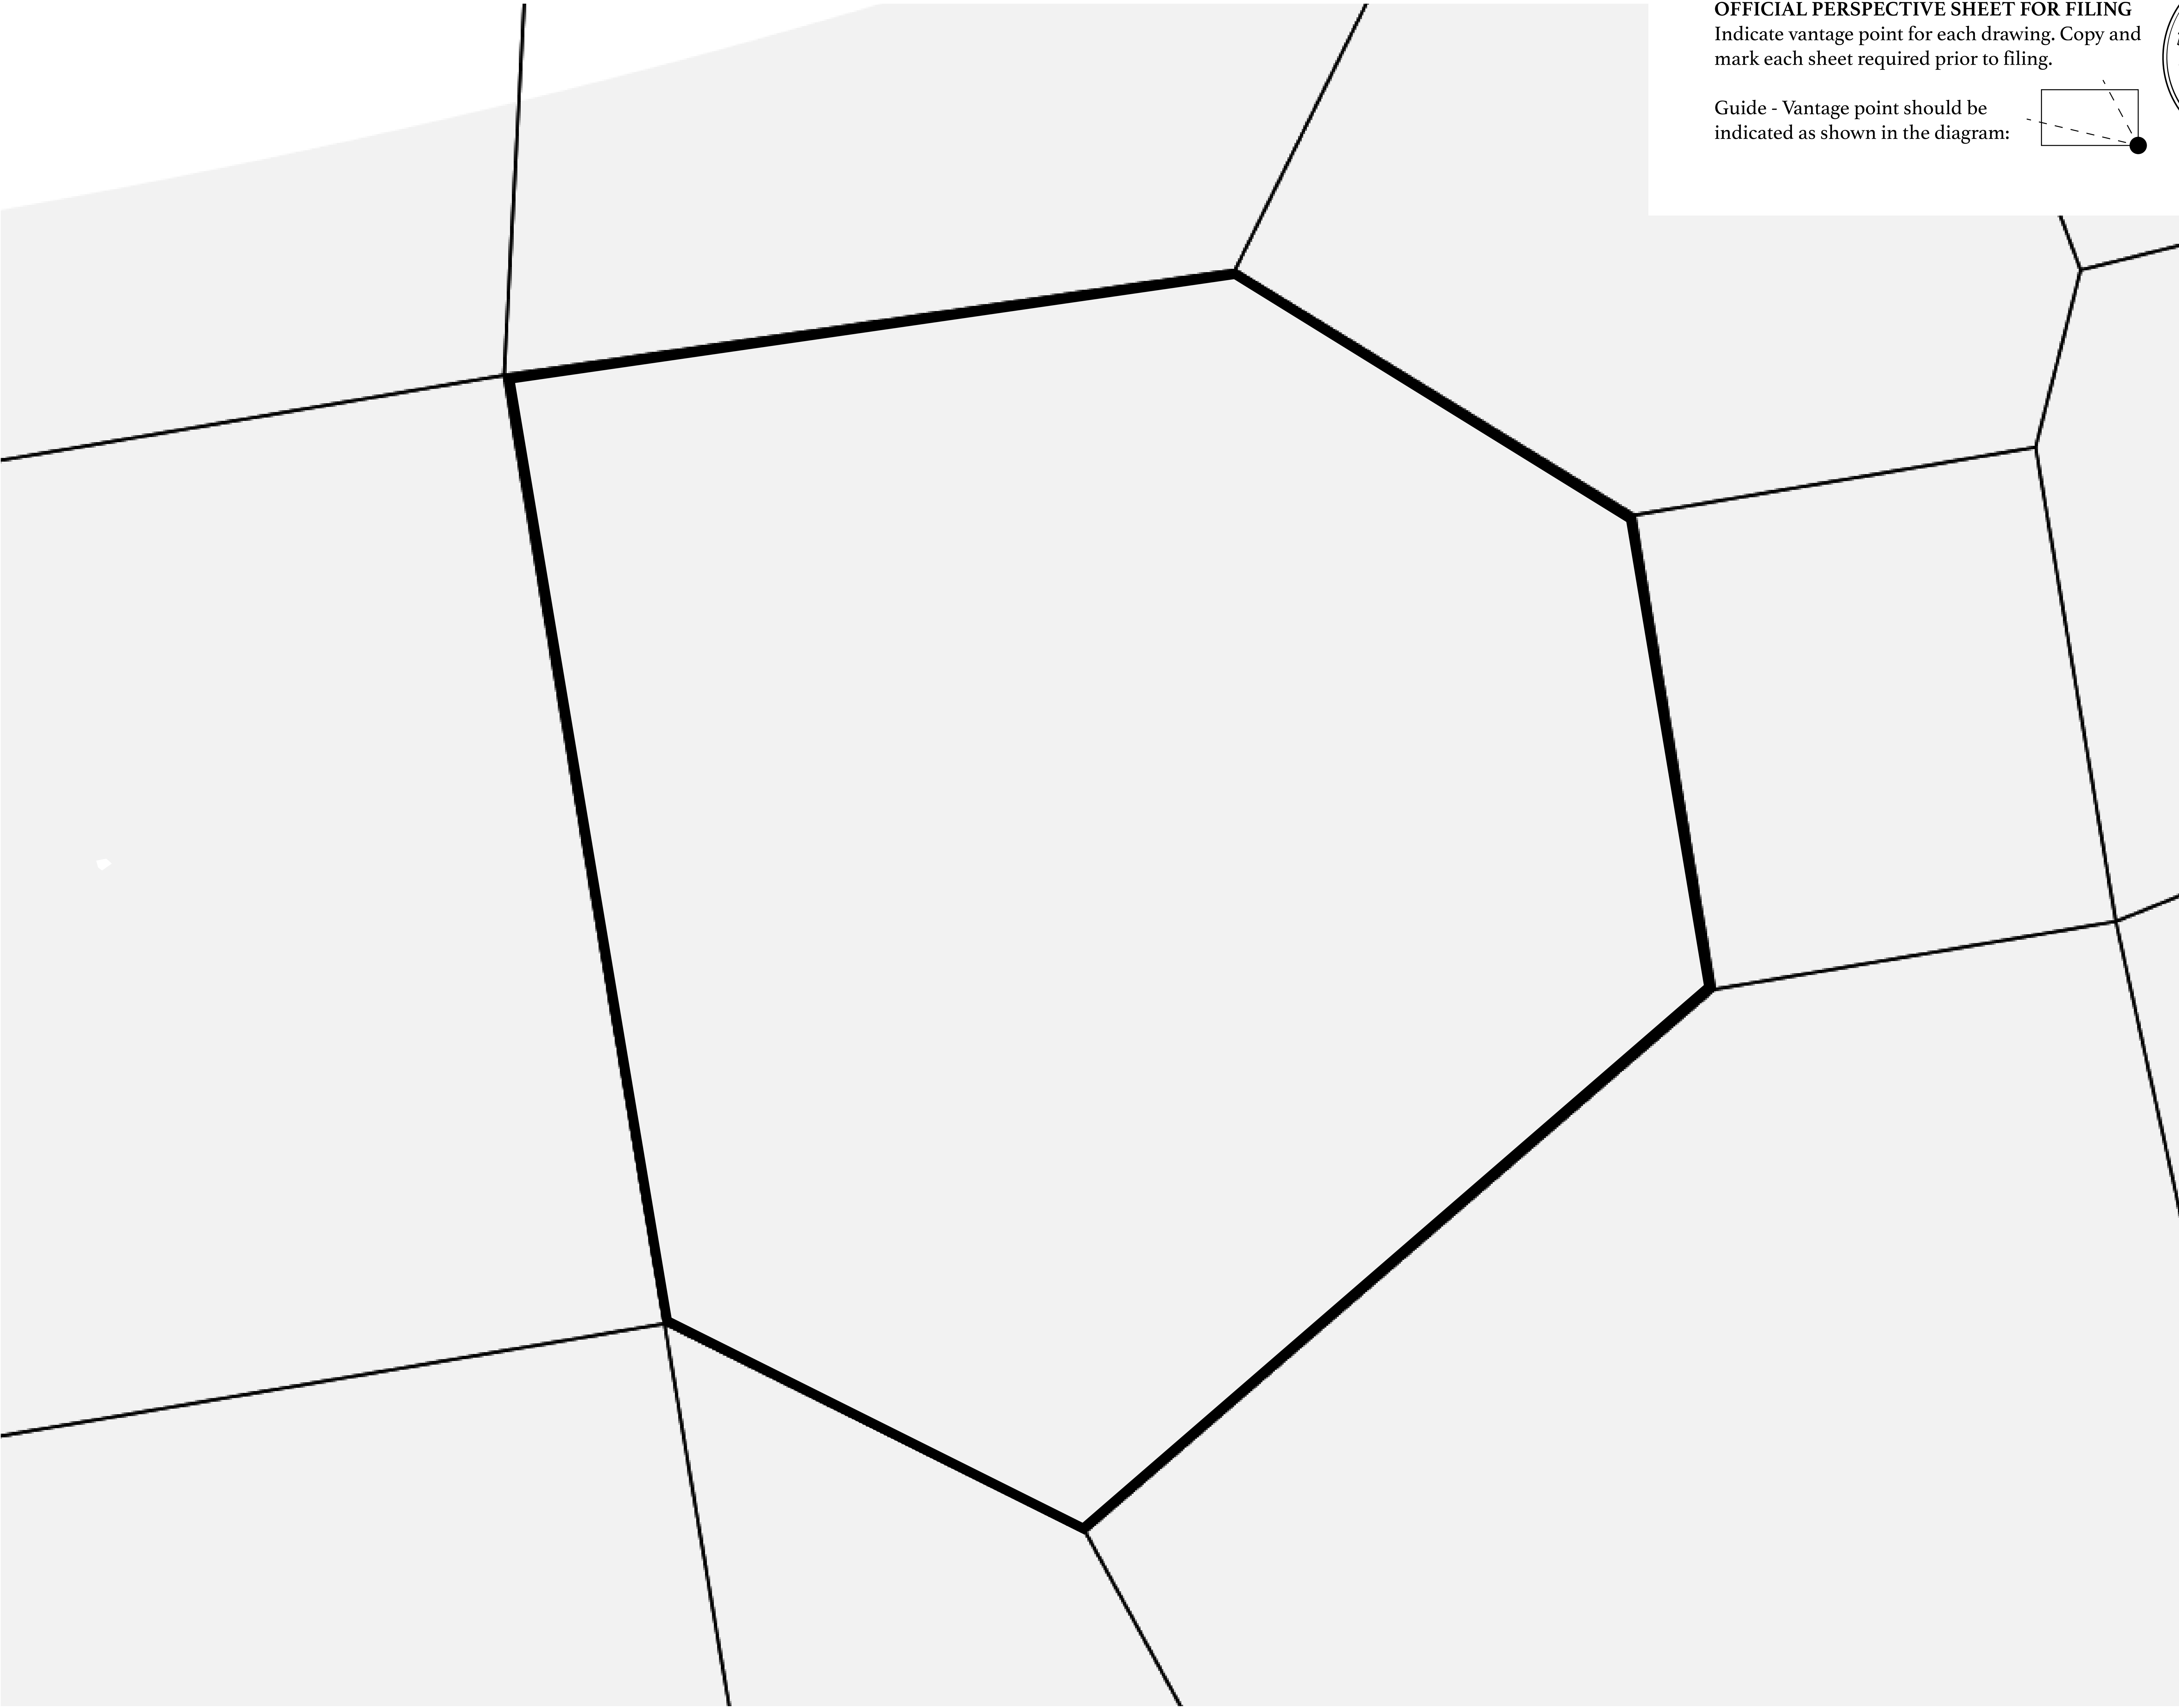 OFFICIAL PERSPECTIVE SHEET FOR FILING
Indicate vantage point for each drawing. Copy and
mark each sheet required prior to filing.
Guide - Vantage point should be
indicated as shown in the diagram: